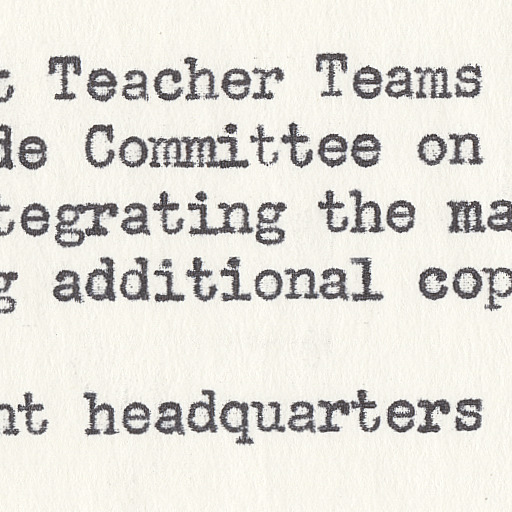 t Teacher Teams
de Committee on
tegrating the ma
g additional cop
nt headquarters